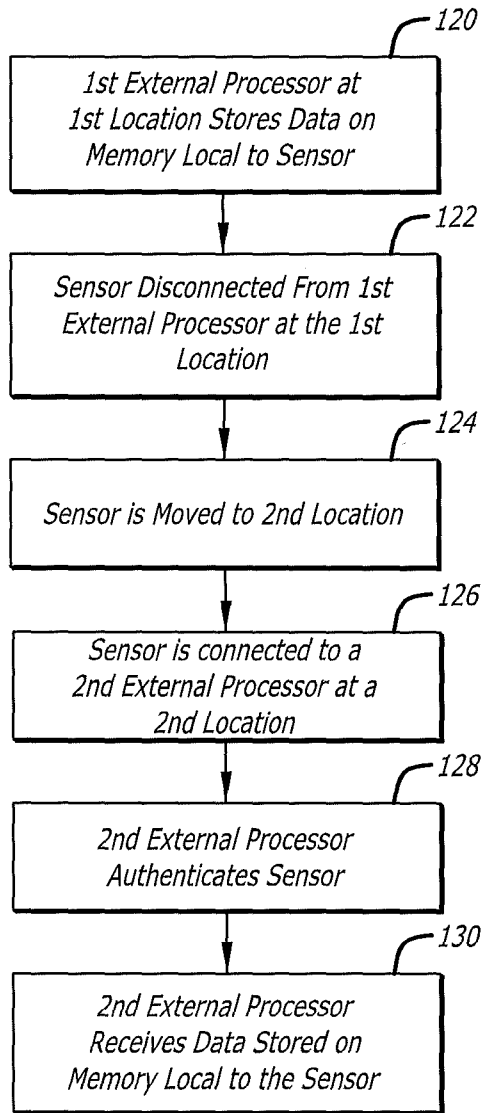 120
1st External Processor at
1st Location Stores Data on
Memory Local to Sensor
122
Sensor Disconnected From 1st
External Processor at the 1st
Location
124
Sensor is Moved to 2nd Location
126
Sensor is connected to a
2nd External Processor at a
2nd Location
128
2nd External Processor
Authenticates Sensor
130
2nd External Processor
Receives Data Stored on
Memory Local to the Sensor